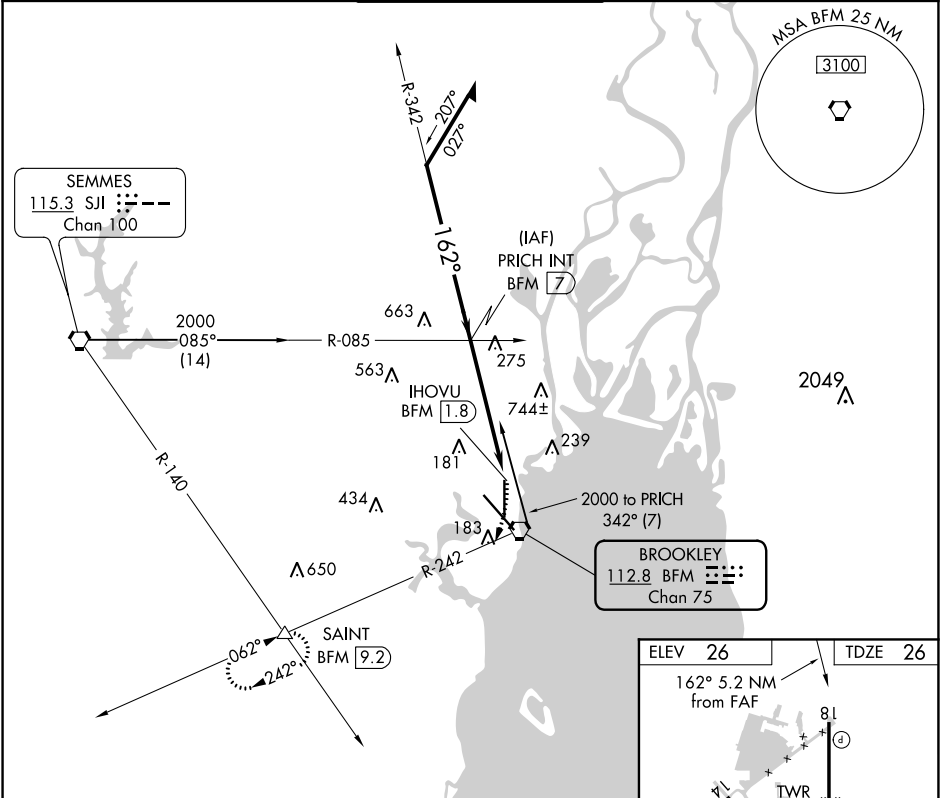 MSA BFM 25 NM
3100
R-342
207°
027°
SEMMES
115.3 SJI
Chan 100
162°
(IAF)
PRICH INT
BFM 7
663
2000
085°
(14)
R-085
275
563
IHOVU
BFM 1.8
744±
2049
239
181
R-140
434
2000 to PRICH
342° (7)
183
BROOKLEY
112.8 BFM
Chan 75
R-242
650
SAINT
BFM 9.2
062°
242°
ELEV 26
TDZE 26
162° 5.2 NM
from FAF
18
P
14
TWR